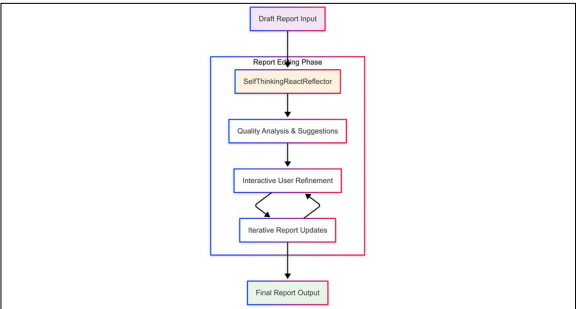 Draft Report Input
Report Editing Phase
SelfThinkingReactReflector
Quality Analysis & Suggestions
Interactive User Refinement
Iterative Report Updates
Final Report Output